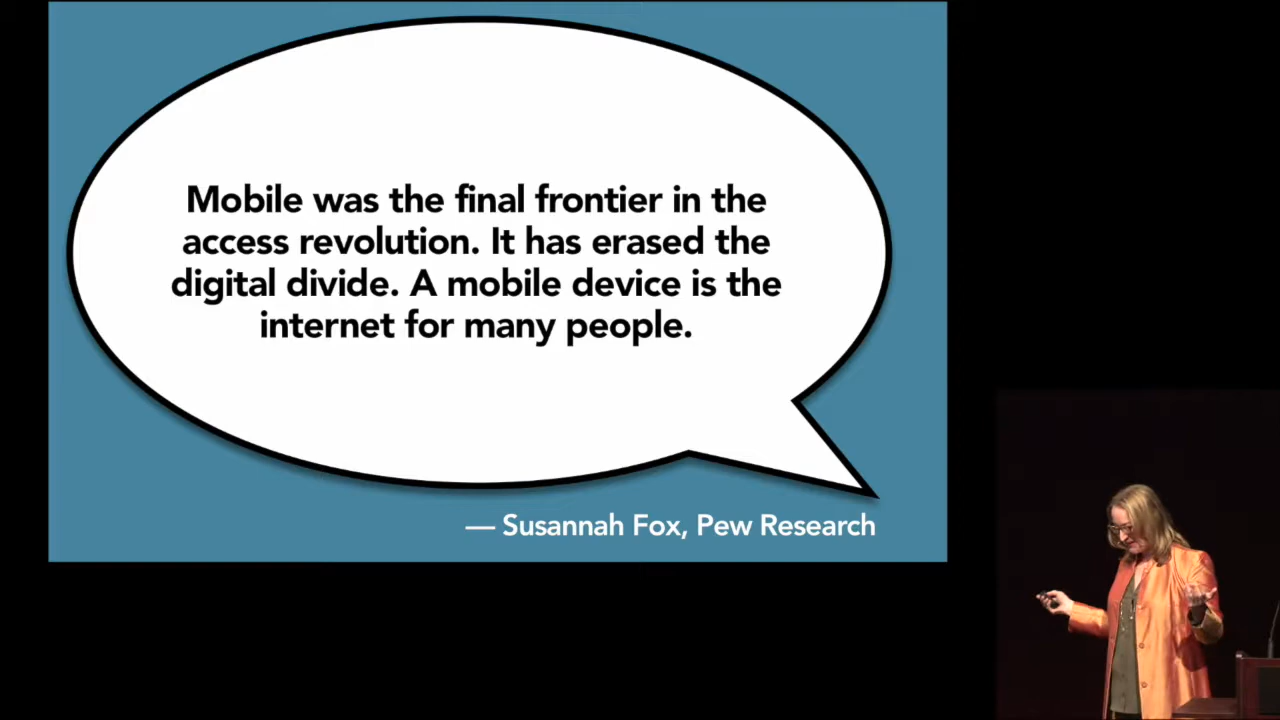 Mobile was the final frontier in the
access revolution. It has erased the
digital divide. A mobile device is the
internet for many people.
— Susannah Fox, Pew Research